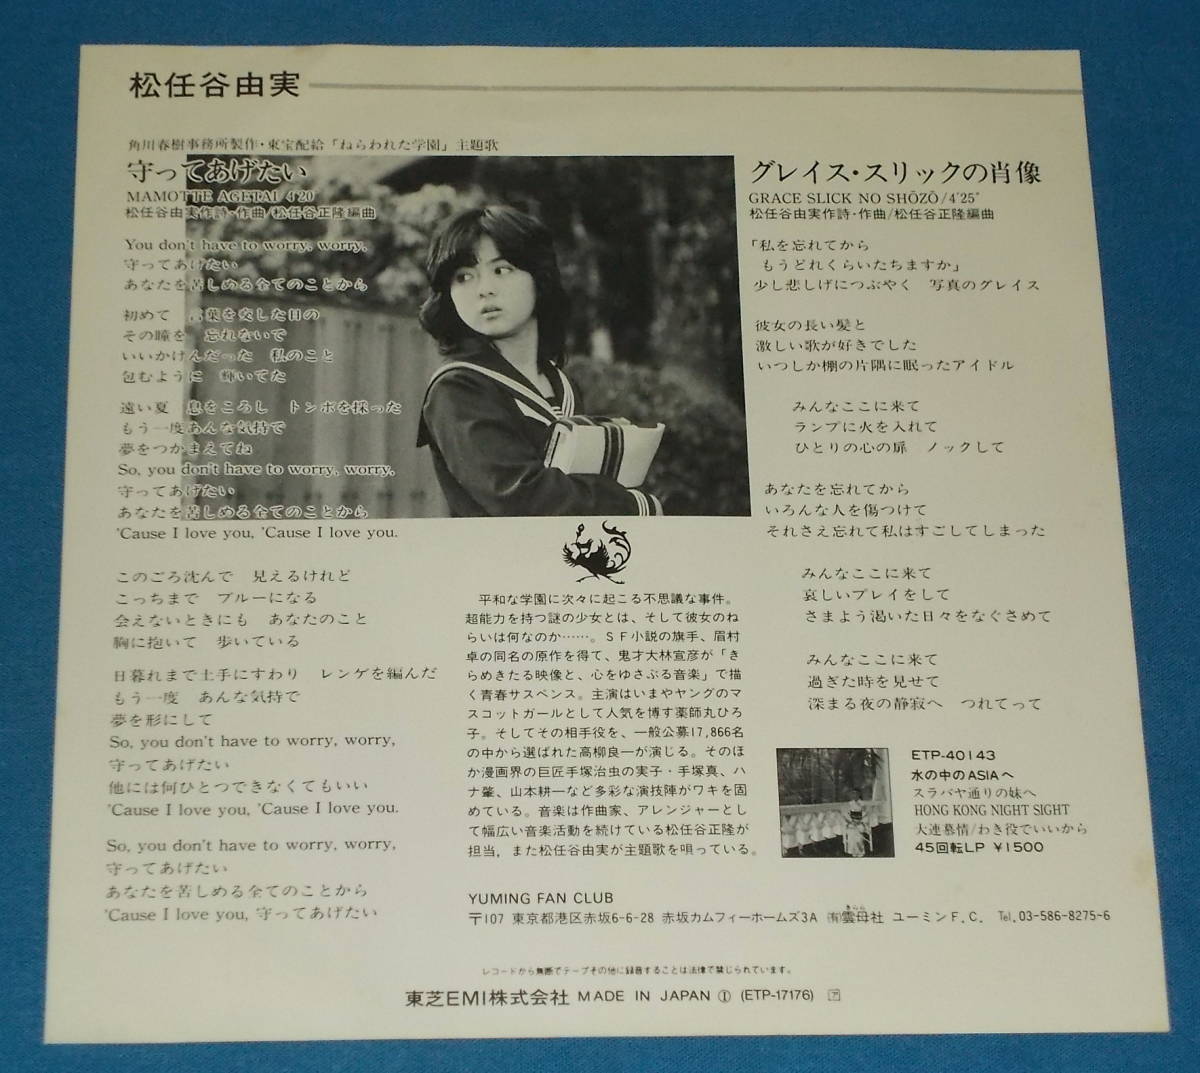 松任谷由実
角川春樹事務所製作・東宝配給「ねらわれた学園」主題歌
守ってあげたい
MAMOTTE AGETAI/4'20"
松任谷由実作詩・作曲/松任谷正隆編曲
You don't have to worry, worry,
守ってあげたい
あなたを苦しめる全てのことから
初めて　言葉を交した日の
その瞳を　忘れないで
いいかげんだった　私のこと
包むように　輝いてた
遠い夏　息をころし　トンボを採った
もう一度あんな気持で
夢をつかまえてね
So, you don't have to worry, worry,
守ってあげたい
あなたを苦しめる全てのことから
'Cause I love you, 'Cause I love you.
このごろ沈んで　見えるけれど
こっちまで　ブルーになる
会えないときにも　あなたのこと
胸に抱いて　歩いている
日暮れまで土手にすわり　レンゲを編んだ
もう一度　あんな気持で
夢を形にして
So, you don't have to worry, worry,
守ってあげたい
他には何ひとつできなくてもいい
'Cause I love you, 'Cause I love you.
So, you don't have to worry, worry,
守ってあげたい
あなたを苦しめる全てのことから
'Cause I love you, 守ってあげたい
グレイス・スリックの肖像
GRACE SLICK NO SHŌZŌ/4'25"
松任谷由実作詩・作曲/松任谷正隆編曲
「私を忘れてから
もうどれくらいたちますか」
少し悲しげにつぶやく　写真のグレイス
彼女の長い髪と
激しい歌が好きでした
いつしか棚の片隅に眠ったアイドル
みんなここに来て
ランプに火を入れて
ひとりの心の扉　ノックして
あなたを忘れてから
いろんな人を傷つけて
それさえ忘れて私はすごしてしまった
みんなここに来て
哀しいプレイをして
さまよう渇いた日々をなぐさめて
みんなここに来て
過ぎた時を見せて
深まる夜の静寂へ　つれてって
平和な学園に次々に起こる不思議な事件。
超能力を持つ謎の少女とは、そして彼女のね
らいは何なのか……。ＳＦ小説の旗手、眉村
卓の同名の原作を得て、鬼才大林宣彦が「き
らめきたる映像と、心をゆさぶる音楽」で描
く青春サスペンス。主演はいまやヤングのマ
スコットガールとして人気を博す薬師丸ひろ
子。そしてその相手役を、一般公募17,866名
の中から選ばれた高柳良一が演じる。そのほ
か漫画界の巨匠手塚治虫の実子・手塚真、ハ
ナ肇、山本耕一など多彩な演技陣がワキを固
めている。音楽は作曲家、アレンジャーとし
て幅広い音楽活動を続けている松任谷正隆が
担当，また松任谷由実が主題歌を唄っている。
ETP-40143
水の中のASIAへ
スラバヤ通りの妹へ
HONG KONG NIGHT SIGHT
大連慕情/わき役でいいから
45回転LP ￥1500
YUMING FAN CLUB
〒107 東京都港区赤坂6-6-28 赤坂カムフィーホームズ3A ㈲雲母社 ユーミンF.C. Tel.03-586-8275~6
きらら
レコードから無断でテープその他に録音することは法律で禁じられています。
東芝EMI株式会社 MADE IN JAPAN Ⓘ (ETP-17176) ア